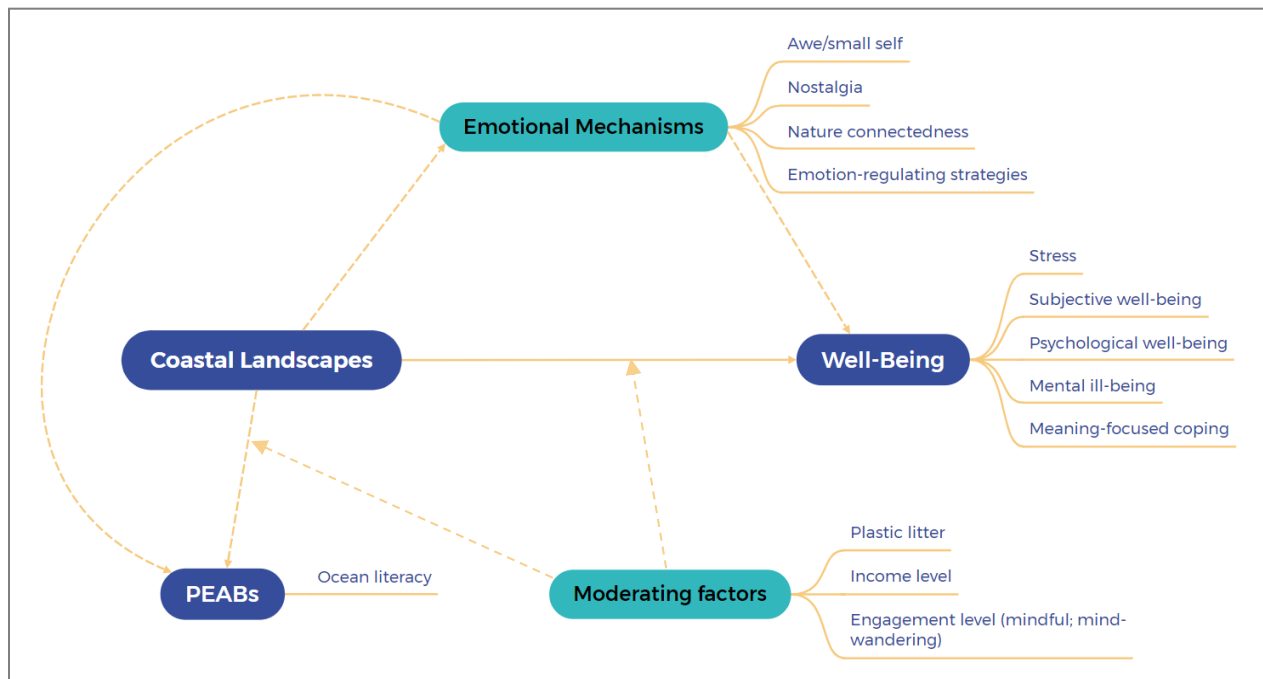 Awe/small self
Nostalgia
Emotional Mechanisms
Nature connectedness
Emotion-regulating strategies
Stress
Subjective well-being
Coastal Landscapes
Well-Being
Psychological well-being
Mental ill-being
Meaning-focused coping
Plastic litter
Ocean literacy
Income level
PEABs
Moderating factors
Engagement level (mindful; mind-
wandering)